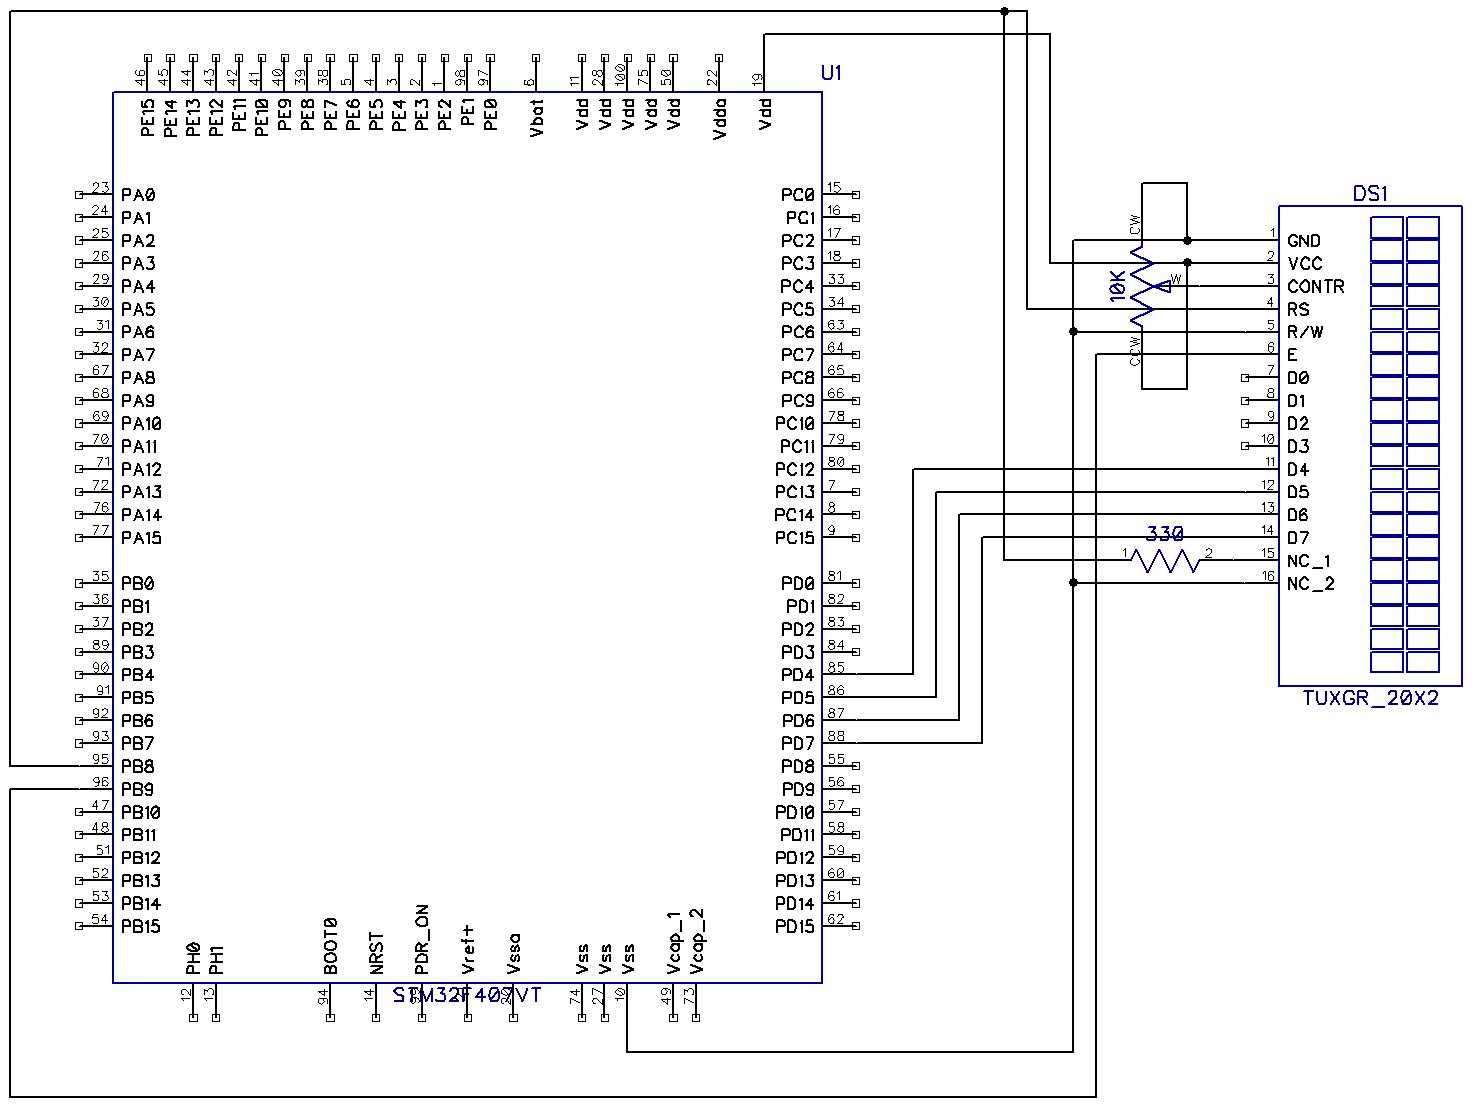 U1
46 45 44 43 42 41 40 39 38 5 4 3 2 1 98 97 6 11 28 100 75 50 22 19
PE15 PE14 PE13 PE12 PE11 PE10 PE9 PE8 PE7 PE6 PE5 PE4 PE3 PE2 PE1 PE0 Vbat Vdd Vdd Vdd Vdd Vdd Vdda Vdd
23 PA0
24 PA1
25 PA2
26 PA3
29 PA4
30 PA5
31 PA6
32 PA7
67 PA8
68 PA9
69 PA10
70 PA11
71 PA12
72 PA13
76 PA14
77 PA15
35 PB0
36 PB1
37 PB2
89 PB3
90 PB4
91 PB5
92 PB6
93 PB7
95 PB8
96 PB9
47 PB10
48 PB11
51 PB12
52 PB13
53 PB14
54 PB15
PC0 15
PC1 16
PC2 17
PC3 18
PC4 33
PC5 34
PC6 63
PC7 64
PC8 65
PC9 66
PC10 78
PC11 79
PC12 80
PC13 7
PC14 8
PC15 9
PD0 81
PD1 82
PD2 83
PD3 84
PD4 85
PD5 86
PD6 87
PD7 88
PD8 55
PD9 56
PD10 57
PD11 58
PD12 59
PD13 60
PD14 61
PD15 62
PH0 PH1 BOOT0 NRST PDR_ON Vref+ Vssa Vss Vss Vss Vcap_1 Vcap_2
12 13 94 14 99 20 74 27 10 49 73
STM32F407VT
CW
10K
W
CCW
330
1 2
DS1
1 GND
2 VCC
3 CONTR
4 RS
5 R/W
6 E
7 D0
8 D1
9 D2
10 D3
11 D4
12 D5
13 D6
14 D7
15 NC_1
16 NC_2
TUXGR_20X2